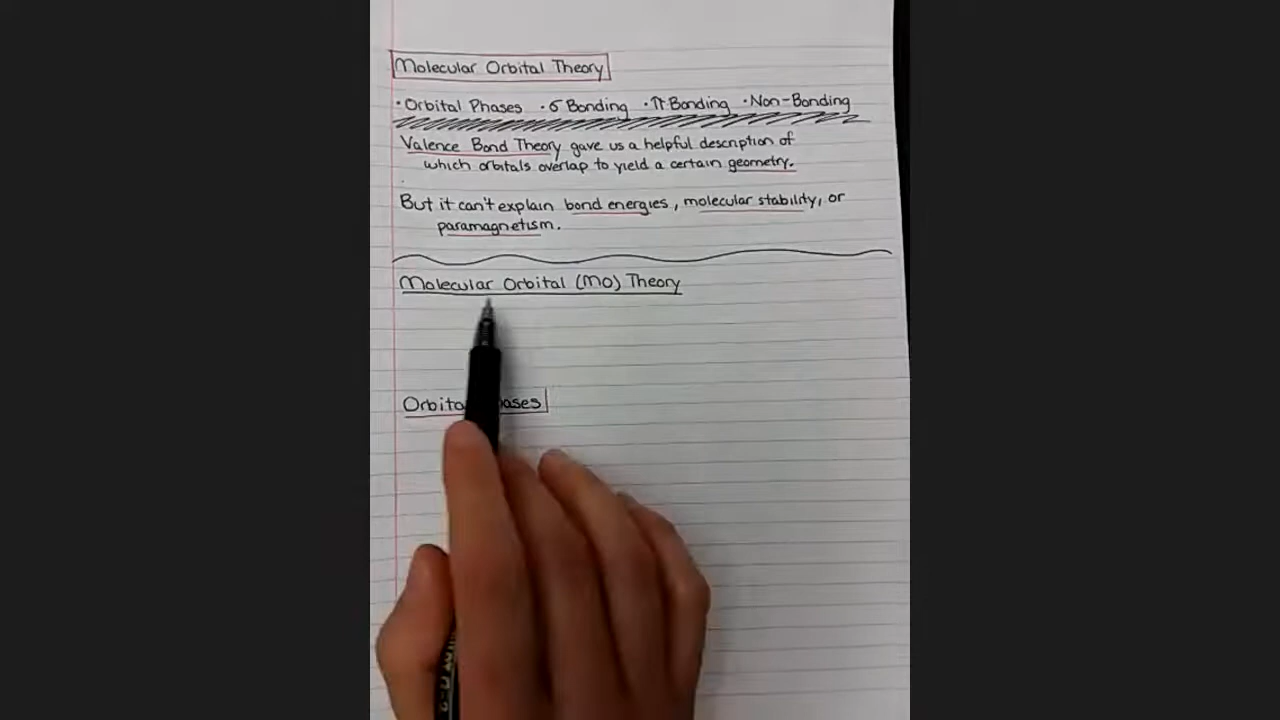 Molecular Orbital Theory
• Orbital Phases • σ Bonding • π Bonding • Non-Bonding
Valence Bond Theory gave us a helpful description of
which orbitals overlap to yield a certain geometry.
But it can't explain bond energies, molecular stability, or
paramagnetism.
Molecular Orbital (MO) Theory